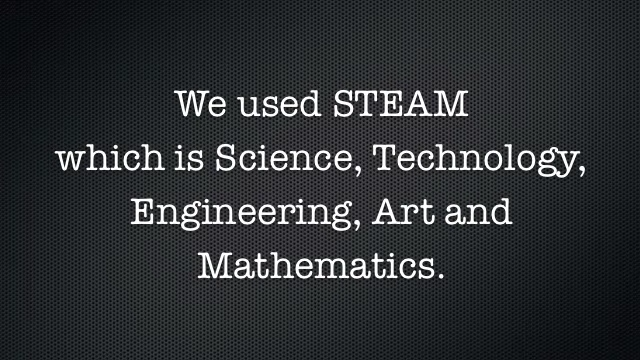 We used STEAM
which is Science, Technology,
Engineering, Art and
Mathematics.